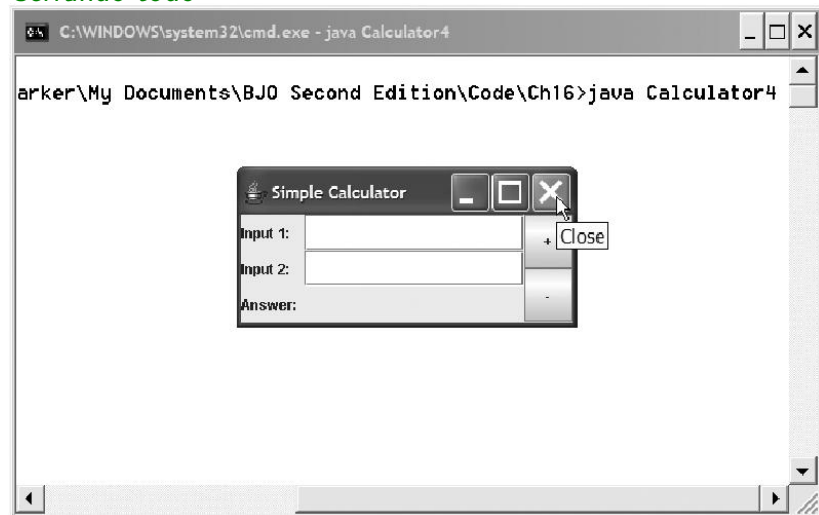 C:\WINDOWS\system32\cmd.exe - java Calculator4
arker\My Documents\BJO Second Edition\Code\Ch16>java Calculator4
Simple Calculator
Input 1:
+
Close
Input 2:
-
Answer: